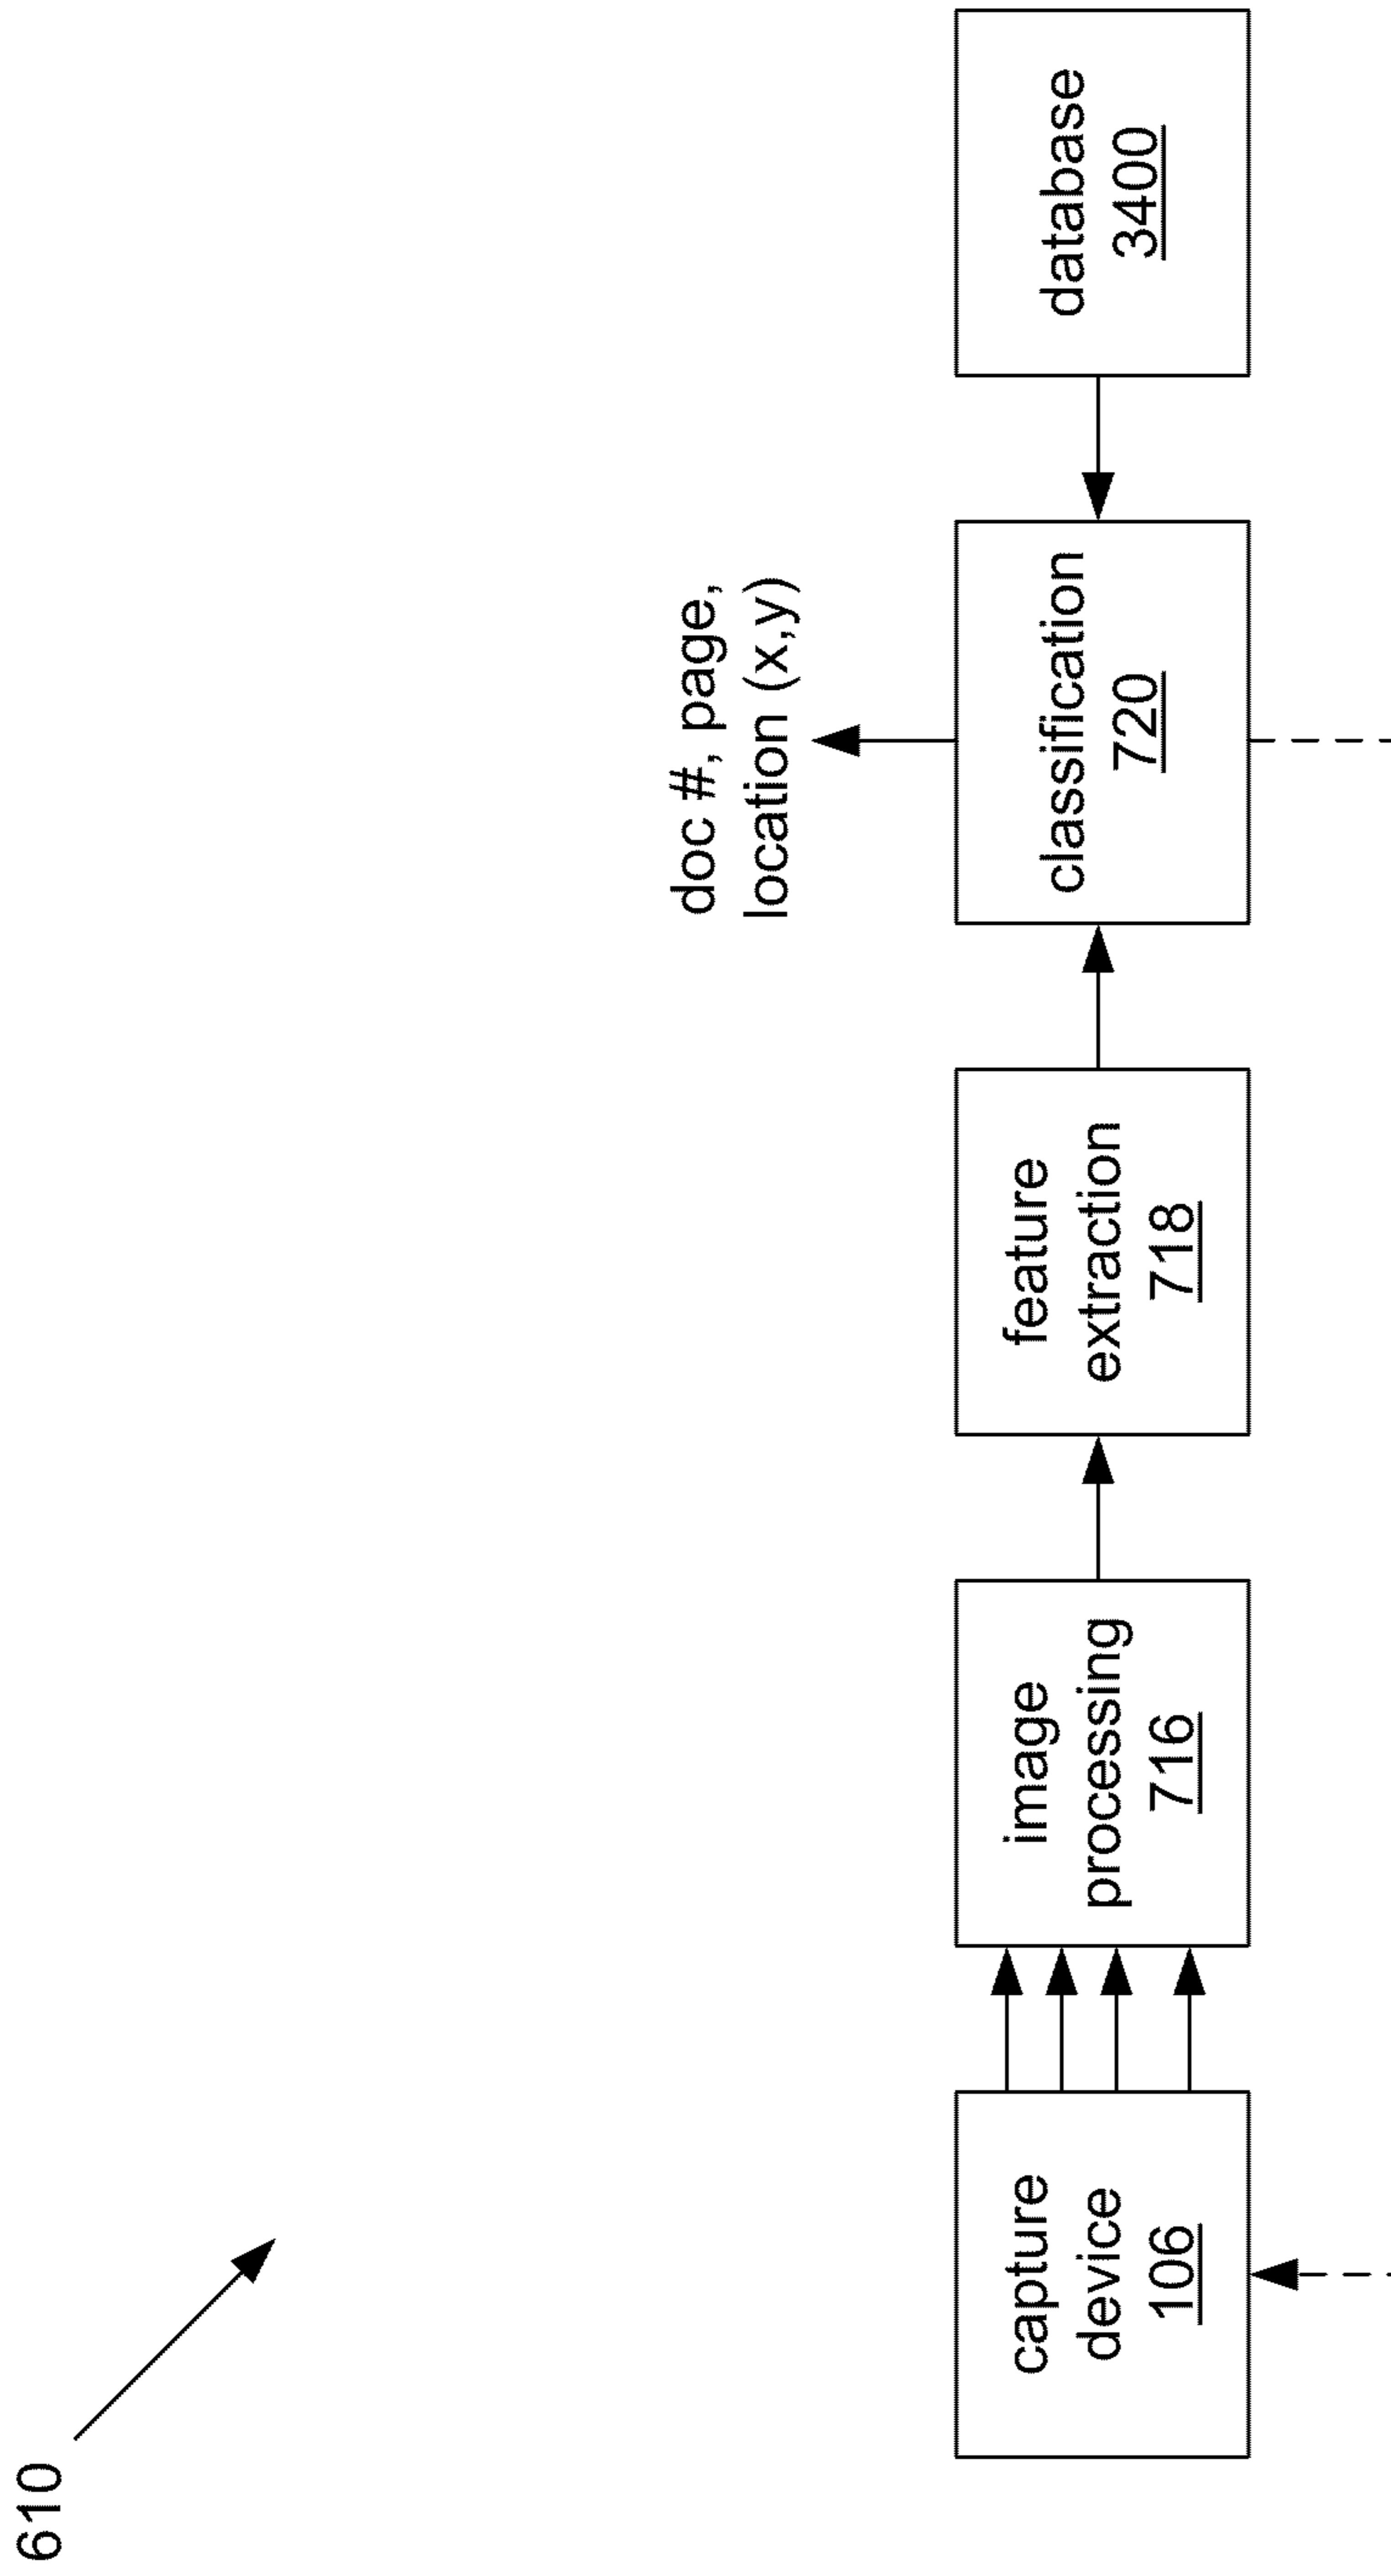 610
doc #, page,
location (x,y)
capture
device
106
image
processing
716
feature
extraction
718
classification
720
database
3400